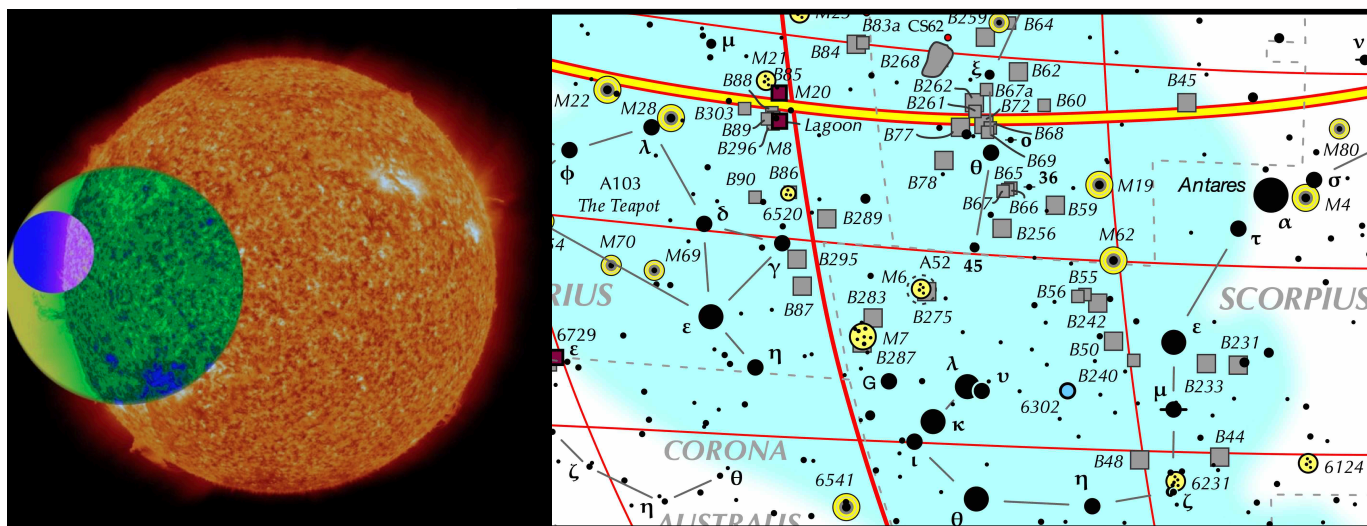 M23
B83a
CS62
B259
B64
μ
B84
B268
ξ
B62
ν
M21
B85
B88
M20
B262
B67a
B45
M22
M28
B303
B261
B72
B60
B89
Lagoon
B77
B68
ο
B296
M8
λ
B69
M80
φ
θ
B86
B78
B65
36
A103
B90
M19
Antares
σ
The Teapot
B67
B66
B59
M4
6520
δ
B289
α
B256
M62
τ
M70
M69
γ
B295
45
M6
A52
B55
RIUS
B56
SCORPIUS
B87
B283
B275
B242
ε
M7
ε
B231
6729
B50
ε
η
B287
B240
B233
G
λ
υ
6302
μ
κ
CORONA
ι
B44
B48
6124
ζ
θ
6541
η
6231
ζ
η
θ
AUSTRALIS